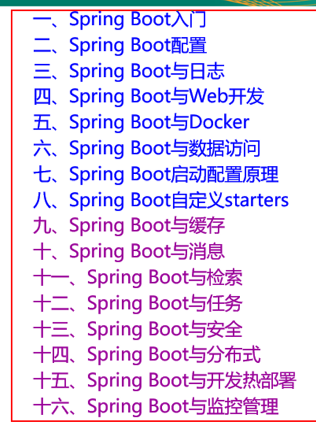 一、Spring Boot入门
二、Spring Boot配置
三、Spring Boot与日志
四、Spring Boot与Web开发
五、Spring Boot与Docker
六、Spring Boot与数据访问
七、Spring Boot启动配置原理
八、Spring Boot自定义starters
九、Spring Boot与缓存
十、Spring Boot与消息
十一、Spring Boot与检索
十二、Spring Boot与任务
十三、Spring Boot与安全
十四、Spring Boot与分布式
十五、Spring Boot与开发热部署
十六、Spring Boot与监控管理